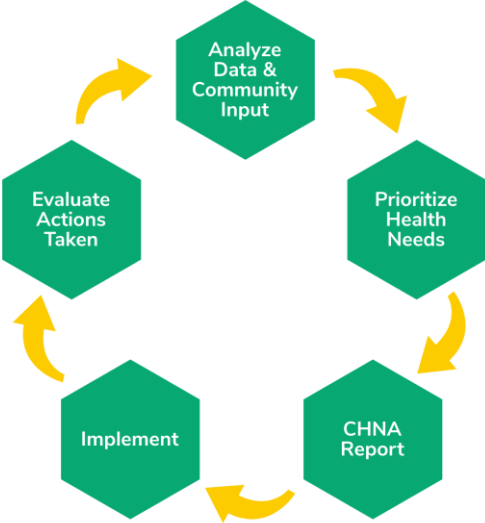 Analyze
Data &
Community
Input
Prioritize
Health
Needs
CHNA
Report
Implement
Evaluate
Actions
Taken